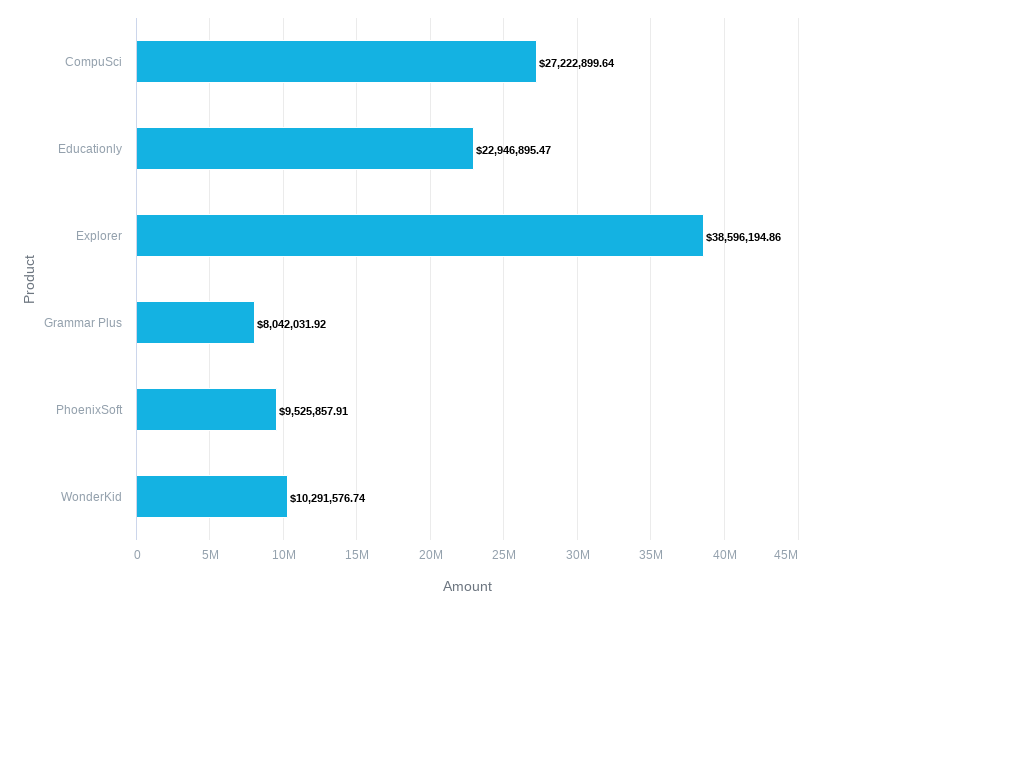 CompuSci
$27,222,899.64
Educationly
$22,946,895.47
Explorer
$38,596,194.86
Product
Grammar Plus
$8,042,031.92
PhoenixSoft
$9,525,857.91
WonderKid
$10,291,576.74
0 5M 10M 15M 20M 25M 30M 35M 40M 45M
Amount